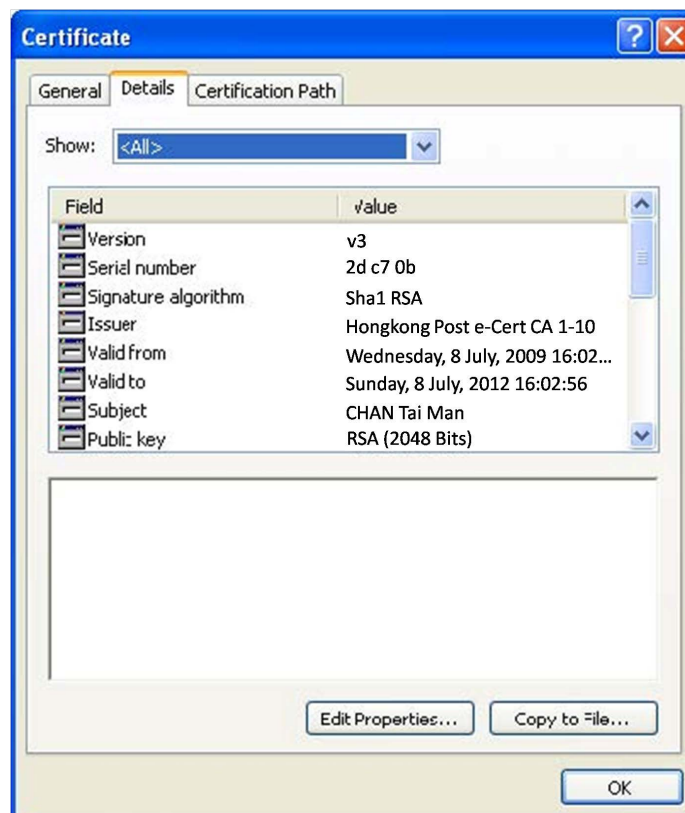 Certificate
General Details Certification Path
Show: <All>
Field Value
Version v3
Serial number 2d c7 0b
Signature algorithm Sha1 RSA
Issuer Hongkong Post e-Cert CA 1-10
Valid from Wednesday, 8 July, 2009 16:02...
Valid to Sunday, 8 July, 2012 16:02:56
Subject CHAN Tai Man
Public key RSA (2048 Bits)
Edit Properties... Copy to File...
OK